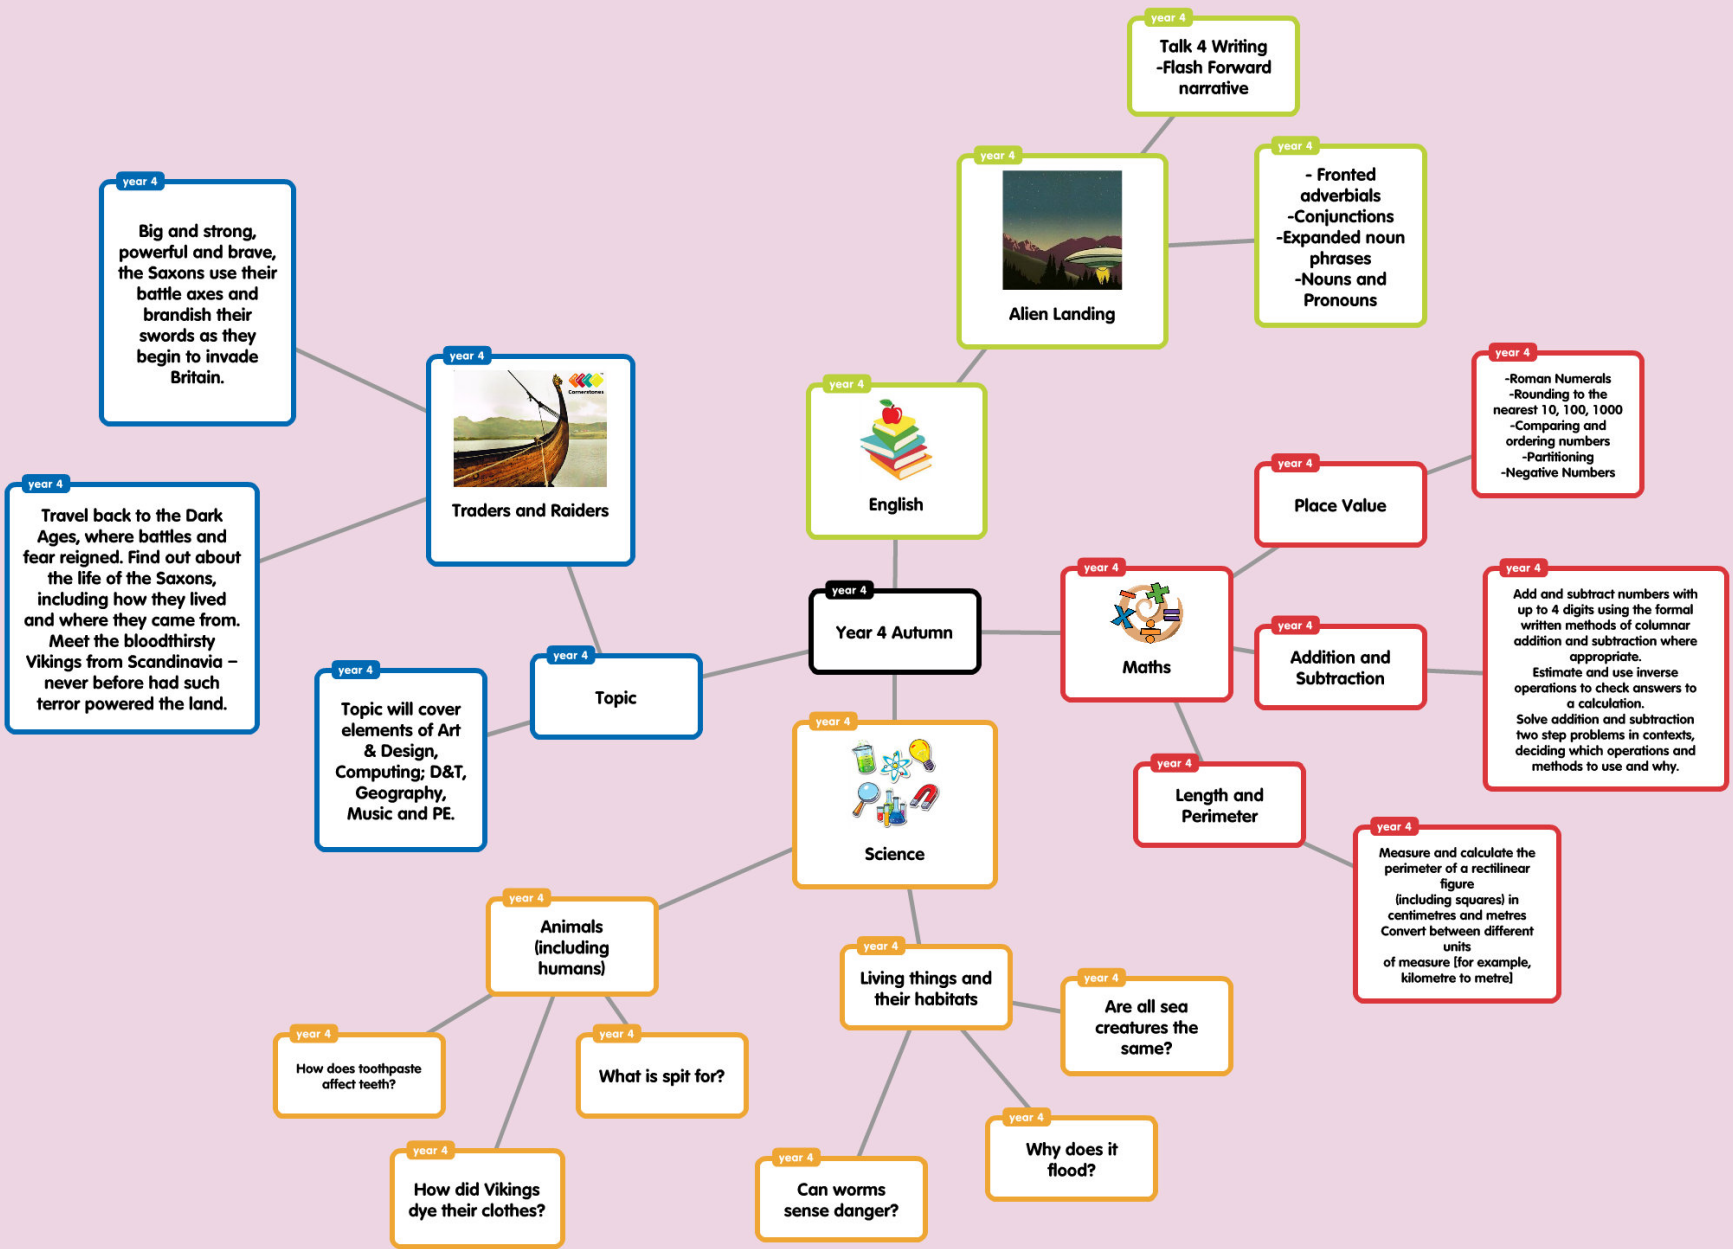 year 4
Talk 4 Writing
-Flash Forward
narrative
year 4
Alien Landing
year 4
- Fronted
adverbials
-Conjunctions
-Expanded noun
phrases
-Nouns and
Pronouns
year 4
English
year 4
Year 4 Autumn
year 4
Big and strong,
powerful and brave,
the Saxons use their
battle axes and
brandish their
swords as they
begin to invade
Britain.
year 4
Cornerstones
Traders and Raiders
year 4
Travel back to the Dark
Ages, where battles and
fear reigned. Find out about
the life of the Saxons,
including how they lived
and where they came from.
Meet the bloodthirsty
Vikings from Scandinavia –
never before had such
terror powered the land.
year 4
Topic
year 4
Topic will cover
elements of Art
& Design,
Computing; D&T,
Geography,
Music and PE.
year 4
Maths
year 4
Place Value
year 4
-Roman Numerals
-Rounding to the
nearest 10, 100, 1000
-Comparing and
ordering numbers
-Partitioning
-Negative Numbers
year 4
Addition and
Subtraction
year 4
Add and subtract numbers with
up to 4 digits using the formal
written methods of columnar
addition and subtraction where
appropriate.
Estimate and use inverse
operations to check answers to
a calculation.
Solve addition and subtraction
two step problems in contexts,
deciding which operations and
methods to use and why.
year 4
Length and
Perimeter
year 4
Measure and calculate the
perimeter of a rectilinear
figure
(including squares) in
centimetres and metres
Convert between different
units
of measure [for example,
kilometre to metre]
year 4
Science
year 4
Animals
(including
humans)
year 4
How does toothpaste
affect teeth?
year 4
What is spit for?
year 4
How did Vikings
dye their clothes?
year 4
Living things and
their habitats
year 4
Are all sea
creatures the
same?
year 4
Why does it
flood?
year 4
Can worms
sense danger?